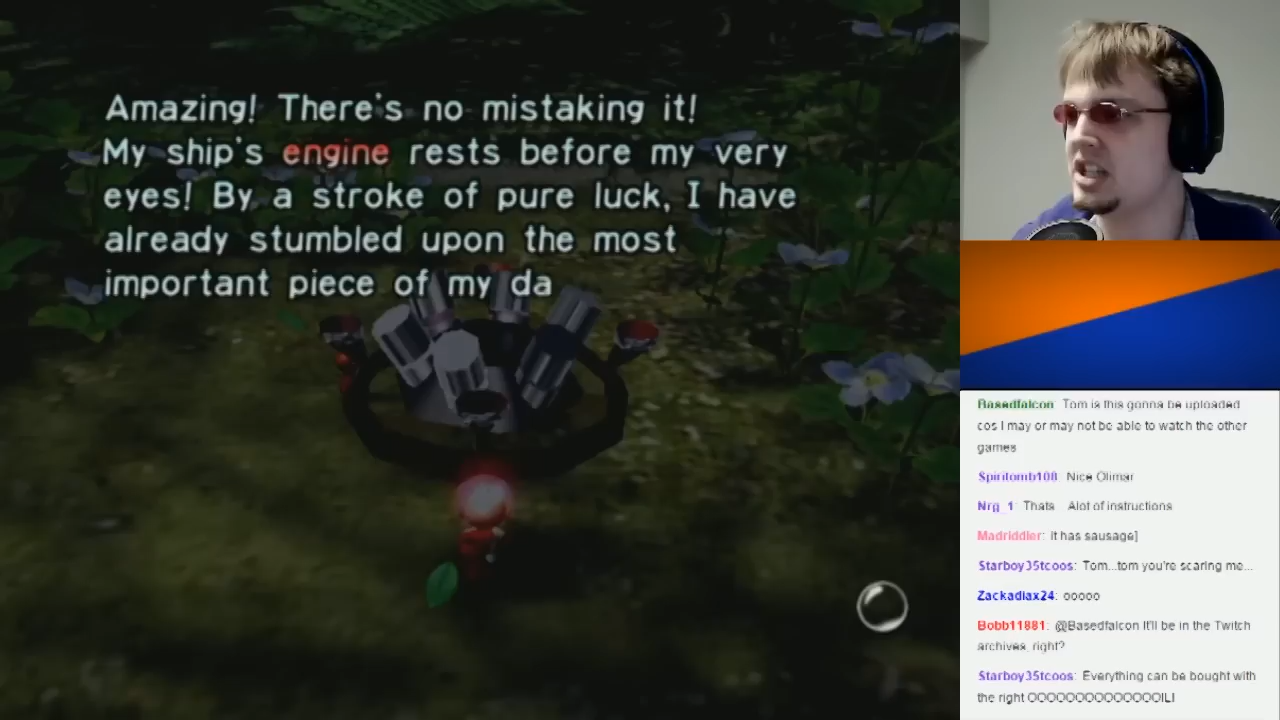 Amazing! There's no mistaking it!
My ship's engine rests before my very
eyes! By a stroke of pure luck, I have
already stumbled upon the most
important piece of my da
Basedfalcon Tom is this gonna be uploaded
cos I may or may not be able to watch the other
games
Spiritomb108: Nice Olimar
Nrg_1: Thats Alot of instructions
Madriddler: It has sausage]
Starboy35tcoos: Tom...tom you're scaring me...
Zackadiax24: ooooo
Bobb11881: @Basedfalcon It'll be in the Twitch
archives, right?
Starboy35tcoos: Everything can be bought with
the right OOOOOOOOOOOOOOIL!